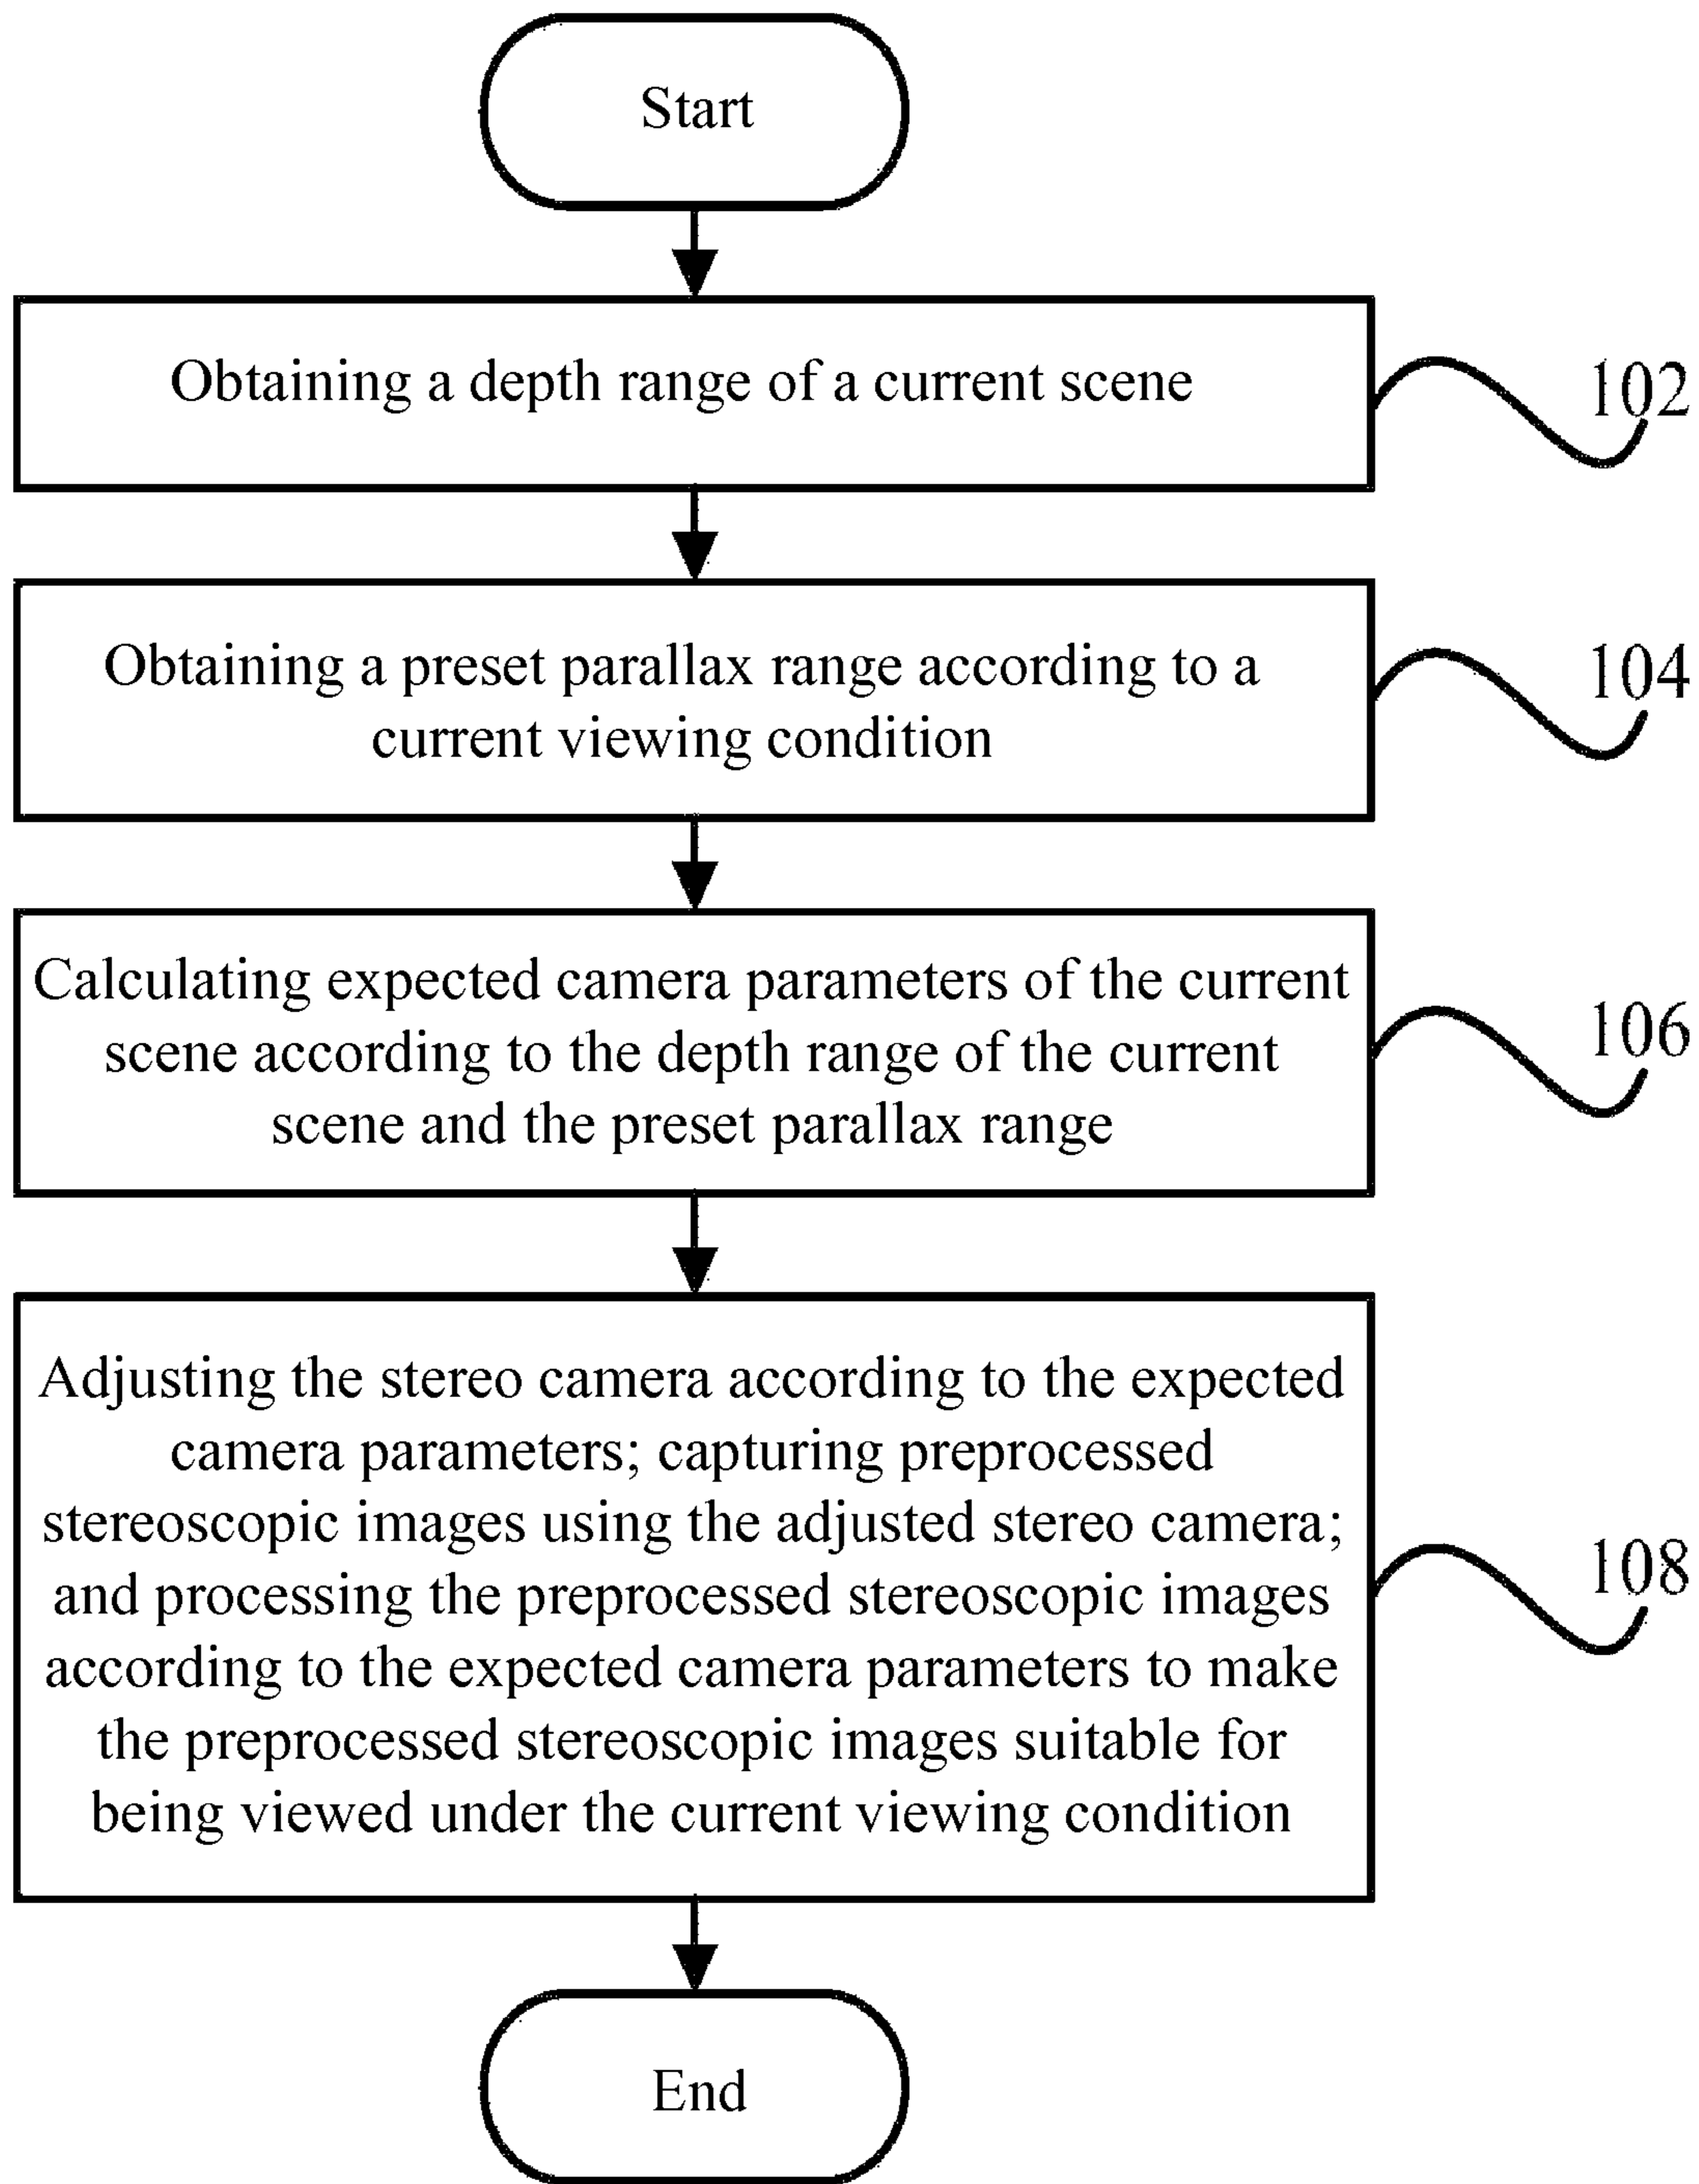 Start
Obtaining a depth range of a current scene
102
Obtaining a preset parallax range according to a
current viewing condition
104
Calculating expected camera parameters of the current
scene according to the depth range of the current
scene and the preset parallax range
106
Adjusting the stereo camera according to the expected
camera parameters; capturing preprocessed
stereoscopic images using the adjusted stereo camera;
and processing the preprocessed stereoscopic images
according to the expected camera parameters to make
the preprocessed stereoscopic images suitable for
being viewed under the current viewing condition
108
End